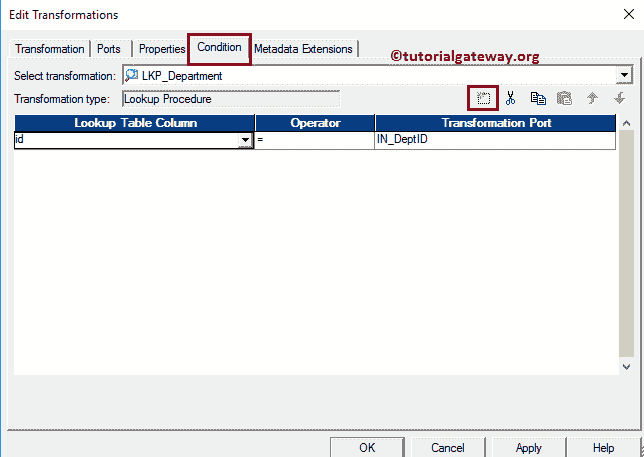 Edit Transformations
Transformation Ports Properties Condition Metadata Extensions
©tutorialgateway.org
Select transformation: LKP_Department
Transformation type: Lookup Procedure
Lookup Table Column Operator Transformation Port
id = IN_DeptID
OK Cancel Apply Help